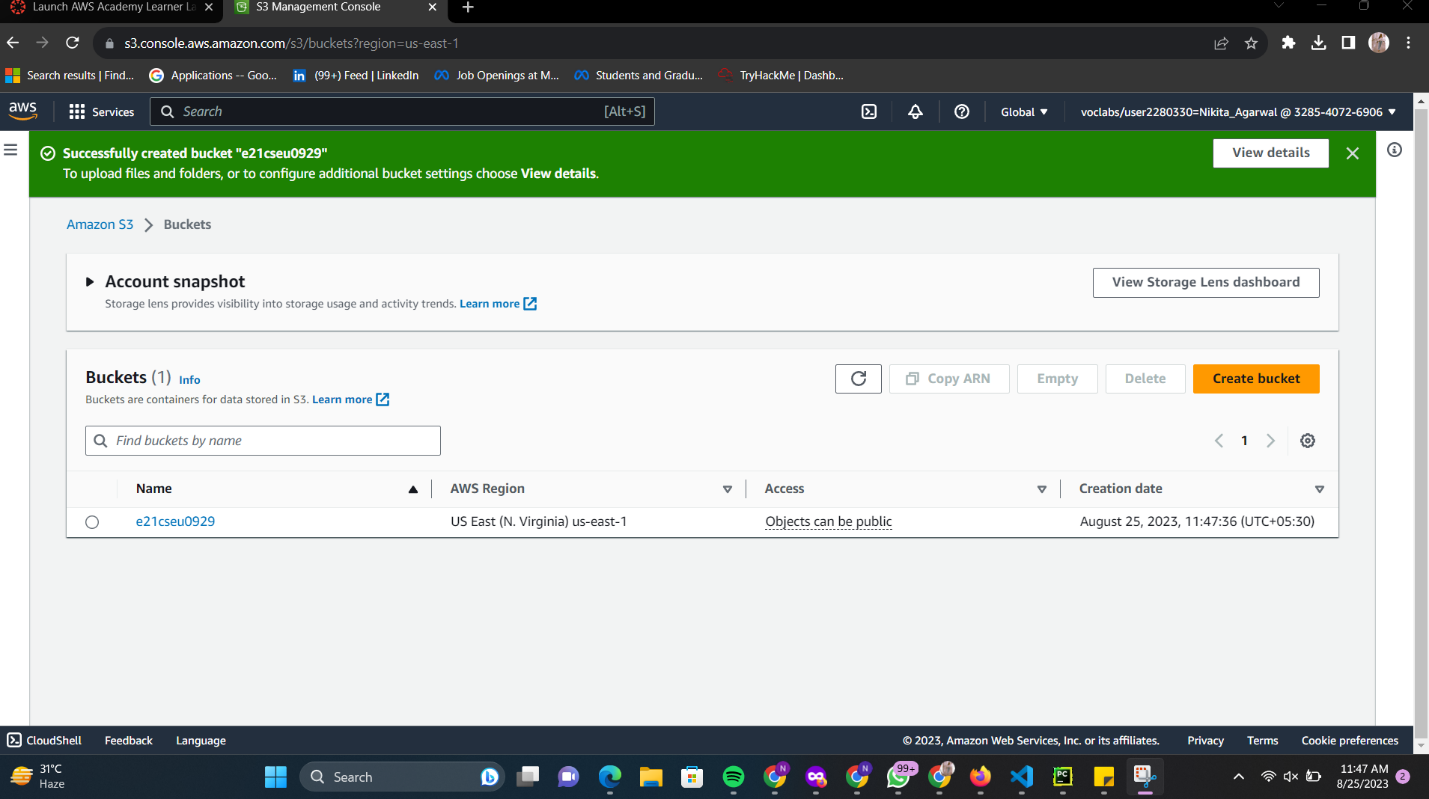 Launch AWS Academy Learner La
S3 Management Console
s3.console.aws.amazon.com/s3/buckets?region=us-east-1
Search results | Find...
Applications -- Goo...
(99+) Feed | LinkedIn
Job Openings at M...
Students and Gradu...
TryHackMe | Dashb...
aws
Services
Search
[Alt+S]
Global
voclabs/user2280330=Nikita_Agarwal @ 3285-4072-6906
Successfully created bucket "e21cseu0929"
To upload files and folders, or to configure additional bucket settings choose View details.
View details
Amazon S3
Buckets
Account snapshot
Storage lens provides visibility into storage usage and activity trends. Learn more
View Storage Lens dashboard
Buckets (1) Info
Buckets are containers for data stored in S3. Learn more
Copy ARN
Empty
Delete
Create bucket
Find buckets by name
1
Name
AWS Region
Access
Creation date
e21cseu0929
US East (N. Virginia) us-east-1
Objects can be public
August 25, 2023, 11:47:36 (UTC+05:30)
CloudShell
Feedback
Language
© 2023, Amazon Web Services, Inc. or its affiliates.
Privacy
Terms
Cookie preferences
31°C
Haze
Search
N
N
99+
PC
11:47 AM
8/25/2023
2